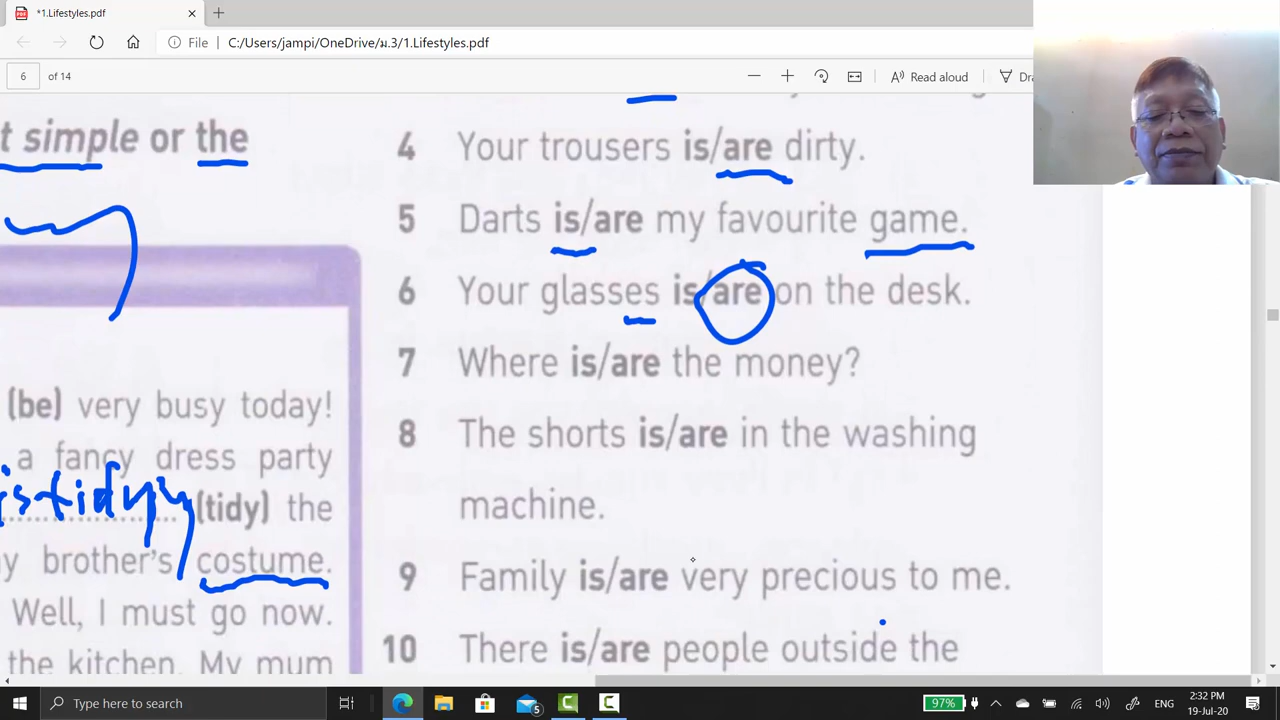 *1.Lifestyles.pdf
File C:/Users/jampi/OneDrive/ม.3/1.Lifestyles.pdf
6 of 14
Read aloud
t simple or the
(be) very busy today!
a fancy dress party
is tidyy (tidy) the
brother's costume.
Well, I must go now.
the kitchen. My mum
4 Your trousers is/are dirty.
5 Darts is/are my favourite game.
6 Your glasses is/are on the desk.
7 Where is/are the money?
8 The shorts is/are in the washing
machine.
9 Family is/are very precious to me.
10 There is/are people outside the
Type here to search
5
97%
ENG
2:32 PM
19-Jul-20